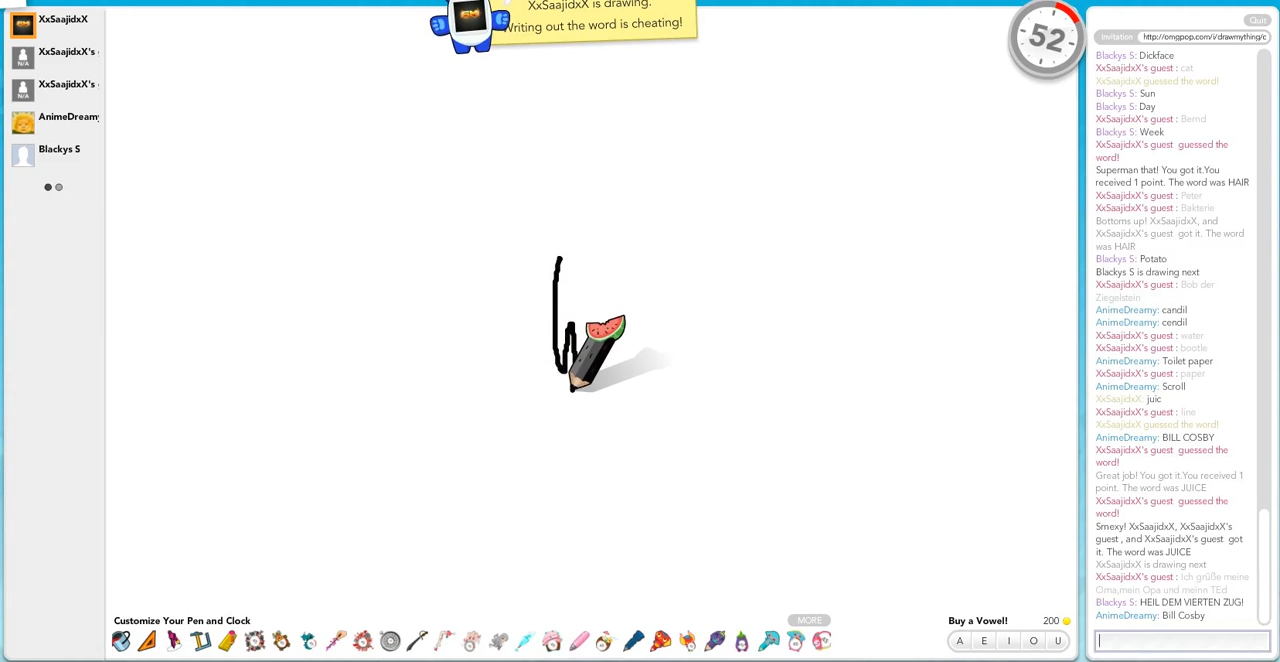 XxSaajidxX
XxSaajidxX's
XxSaajidxX's
AnimeDreamy
Blackys S
XxSaajidxX is drawing.
Writing out the word is cheating!
52
Quit
Invitation http://omgpop.com/i/drawmything/c
Blackys S: Dickface
XxSaajidxX's guest : cat
XxSaajidxX guessed the word!
Blackys S: Sun
Blackys S: Day
XxSaajidxX's guest : Bernd
Blackys S: Week
XxSaajidxX's guest guessed the
word!
Superman that! You got it.You
received 1 point. The word was HAIR
XxSaajidxX's guest : Peter
XxSaajidxX's guest : Bakterie
Bottoms up! XxSaajidxX, and
XxSaajidxX's guest got it. The word
was HAIR
Blackys S: Potato
Blackys S is drawing next
XxSaajidxX's guest : Bob der
Ziegelstein
AnimeDreamy: candil
AnimeDreamy: cendil
XxSaajidxX's guest : water
XxSaajidxX's guest : bootle
AnimeDreamy: Toilet paper
XxSaajidxX's guest : paper
AnimeDreamy: Scroll
XxSaajidxX: juic
XxSaajidxX's guest : line
XxSaajidxX guessed the word!
AnimeDreamy: BILL COSBY
XxSaajidxX's guest guessed the
word!
Great job! You got it.You received 1
point. The word was JUICE
XxSaajidxX's guest guessed the
word!
Smexy! XxSaajidxX, XxSaajidxX's
guest , and XxSaajidxX's guest got
it. The word was JUICE
XxSaajidxX is drawing next
XxSaajidxX's guest : Ich grüße meine
Oma,mein Opa und meinn TEd
Blackys S: HEIL DEM VIERTEN ZUG!
AnimeDreamy: Bill Cosby
Customize Your Pen and Clock
MORE
Buy a Vowel! 200
A E I O U